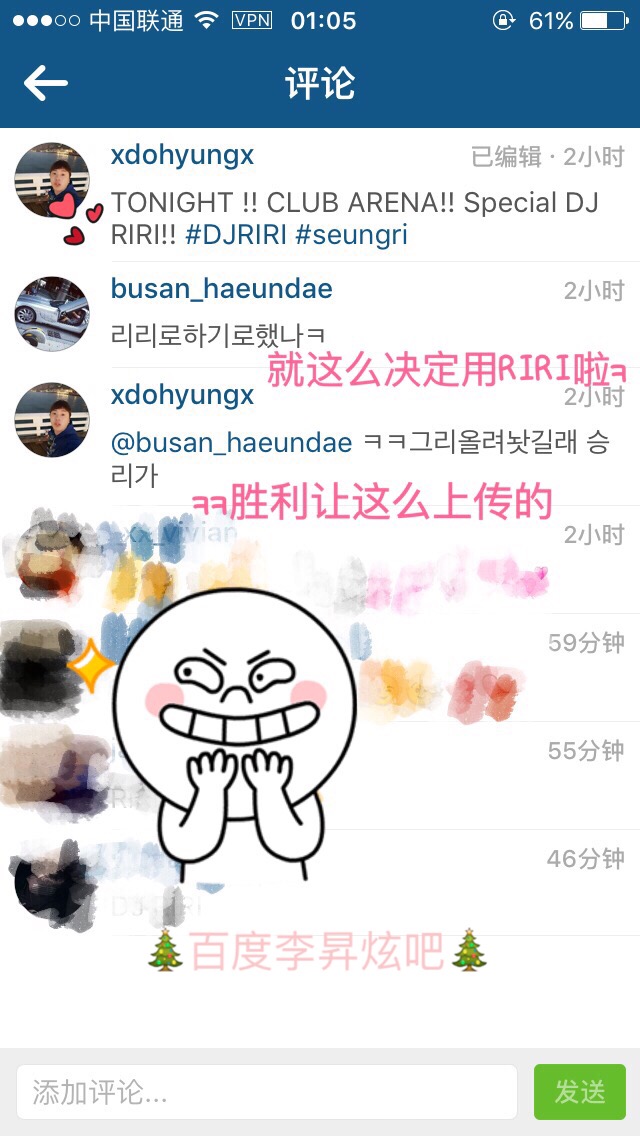 中国联通 VPN 01:05 61%
评论
xdohyungx 已编辑 · 2小时
TONIGHT !! CLUB ARENA!! Special DJ
RIRI!! #DJRIRI #seungri
busan_haeundae 2小时
리리로하기로했나ㅋ
就这么决定用RIRI啦ㅋ
xdohyungx 2小时
@busan_haeundae ㅋㅋ그리올려놧길래 승
리가
ㅋㅋ胜利让这么上传的
xx_vivian 2小时
59分钟
55分钟
46分钟
DJ RIRI
百度李昇炫吧
添加评论... 发送